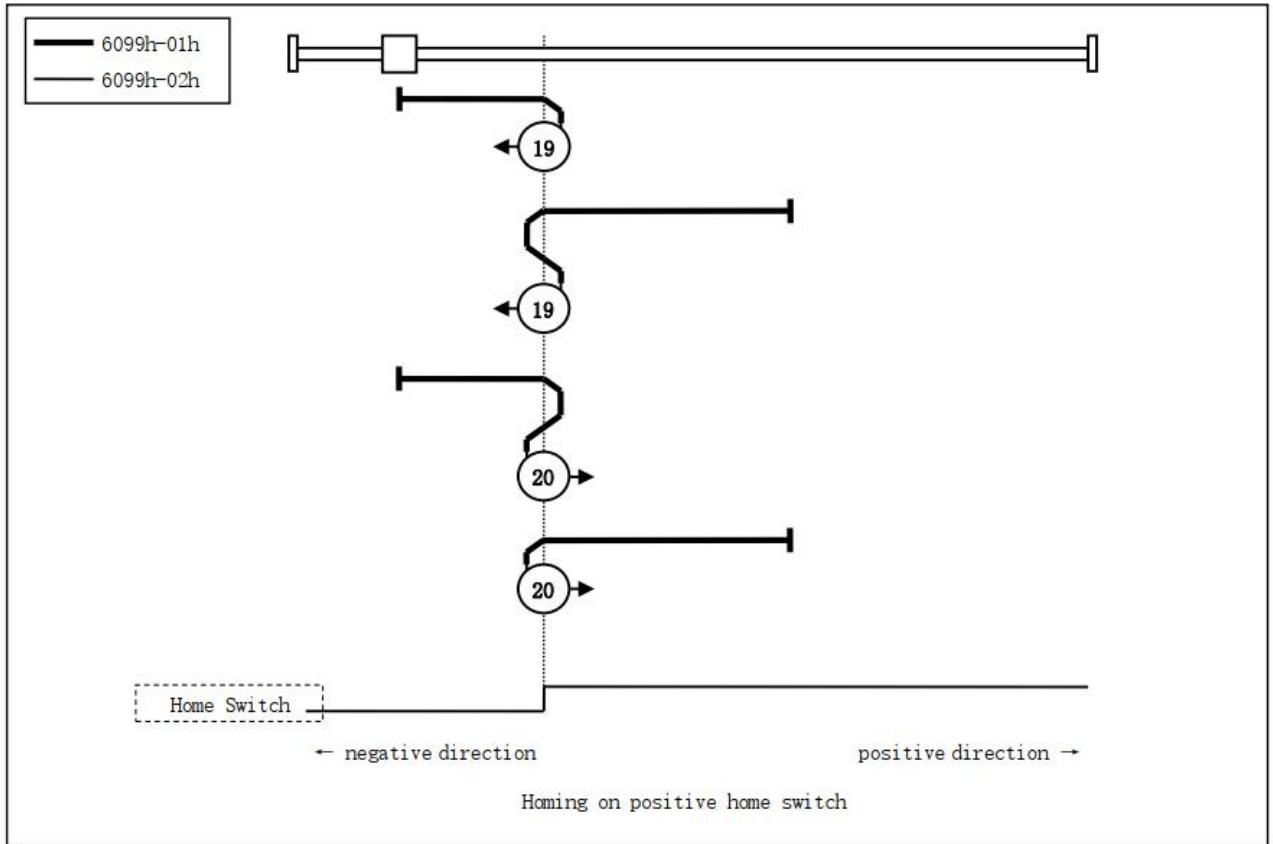 6099h-01h
6099h-02h
19
19
20
20
Home Switch
← negative direction
positive direction →
Homing on positive home switch